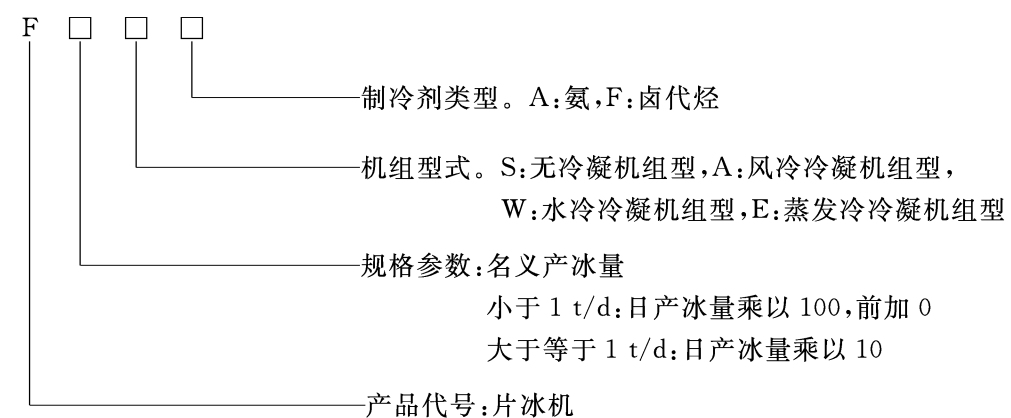 F □ □ □
制冷剂类型。A:氨,F:卤代烃
机组型式。S:无冷凝机组型,A:风冷冷凝机组型,
W:水冷冷凝机组型,E:蒸发冷冷凝机组型
规格参数:名义产冰量
小于 1 t/d:日产冰量乘以 100,前加 0
大于等于 1 t/d:日产冰量乘以 10
产品代号:片冰机